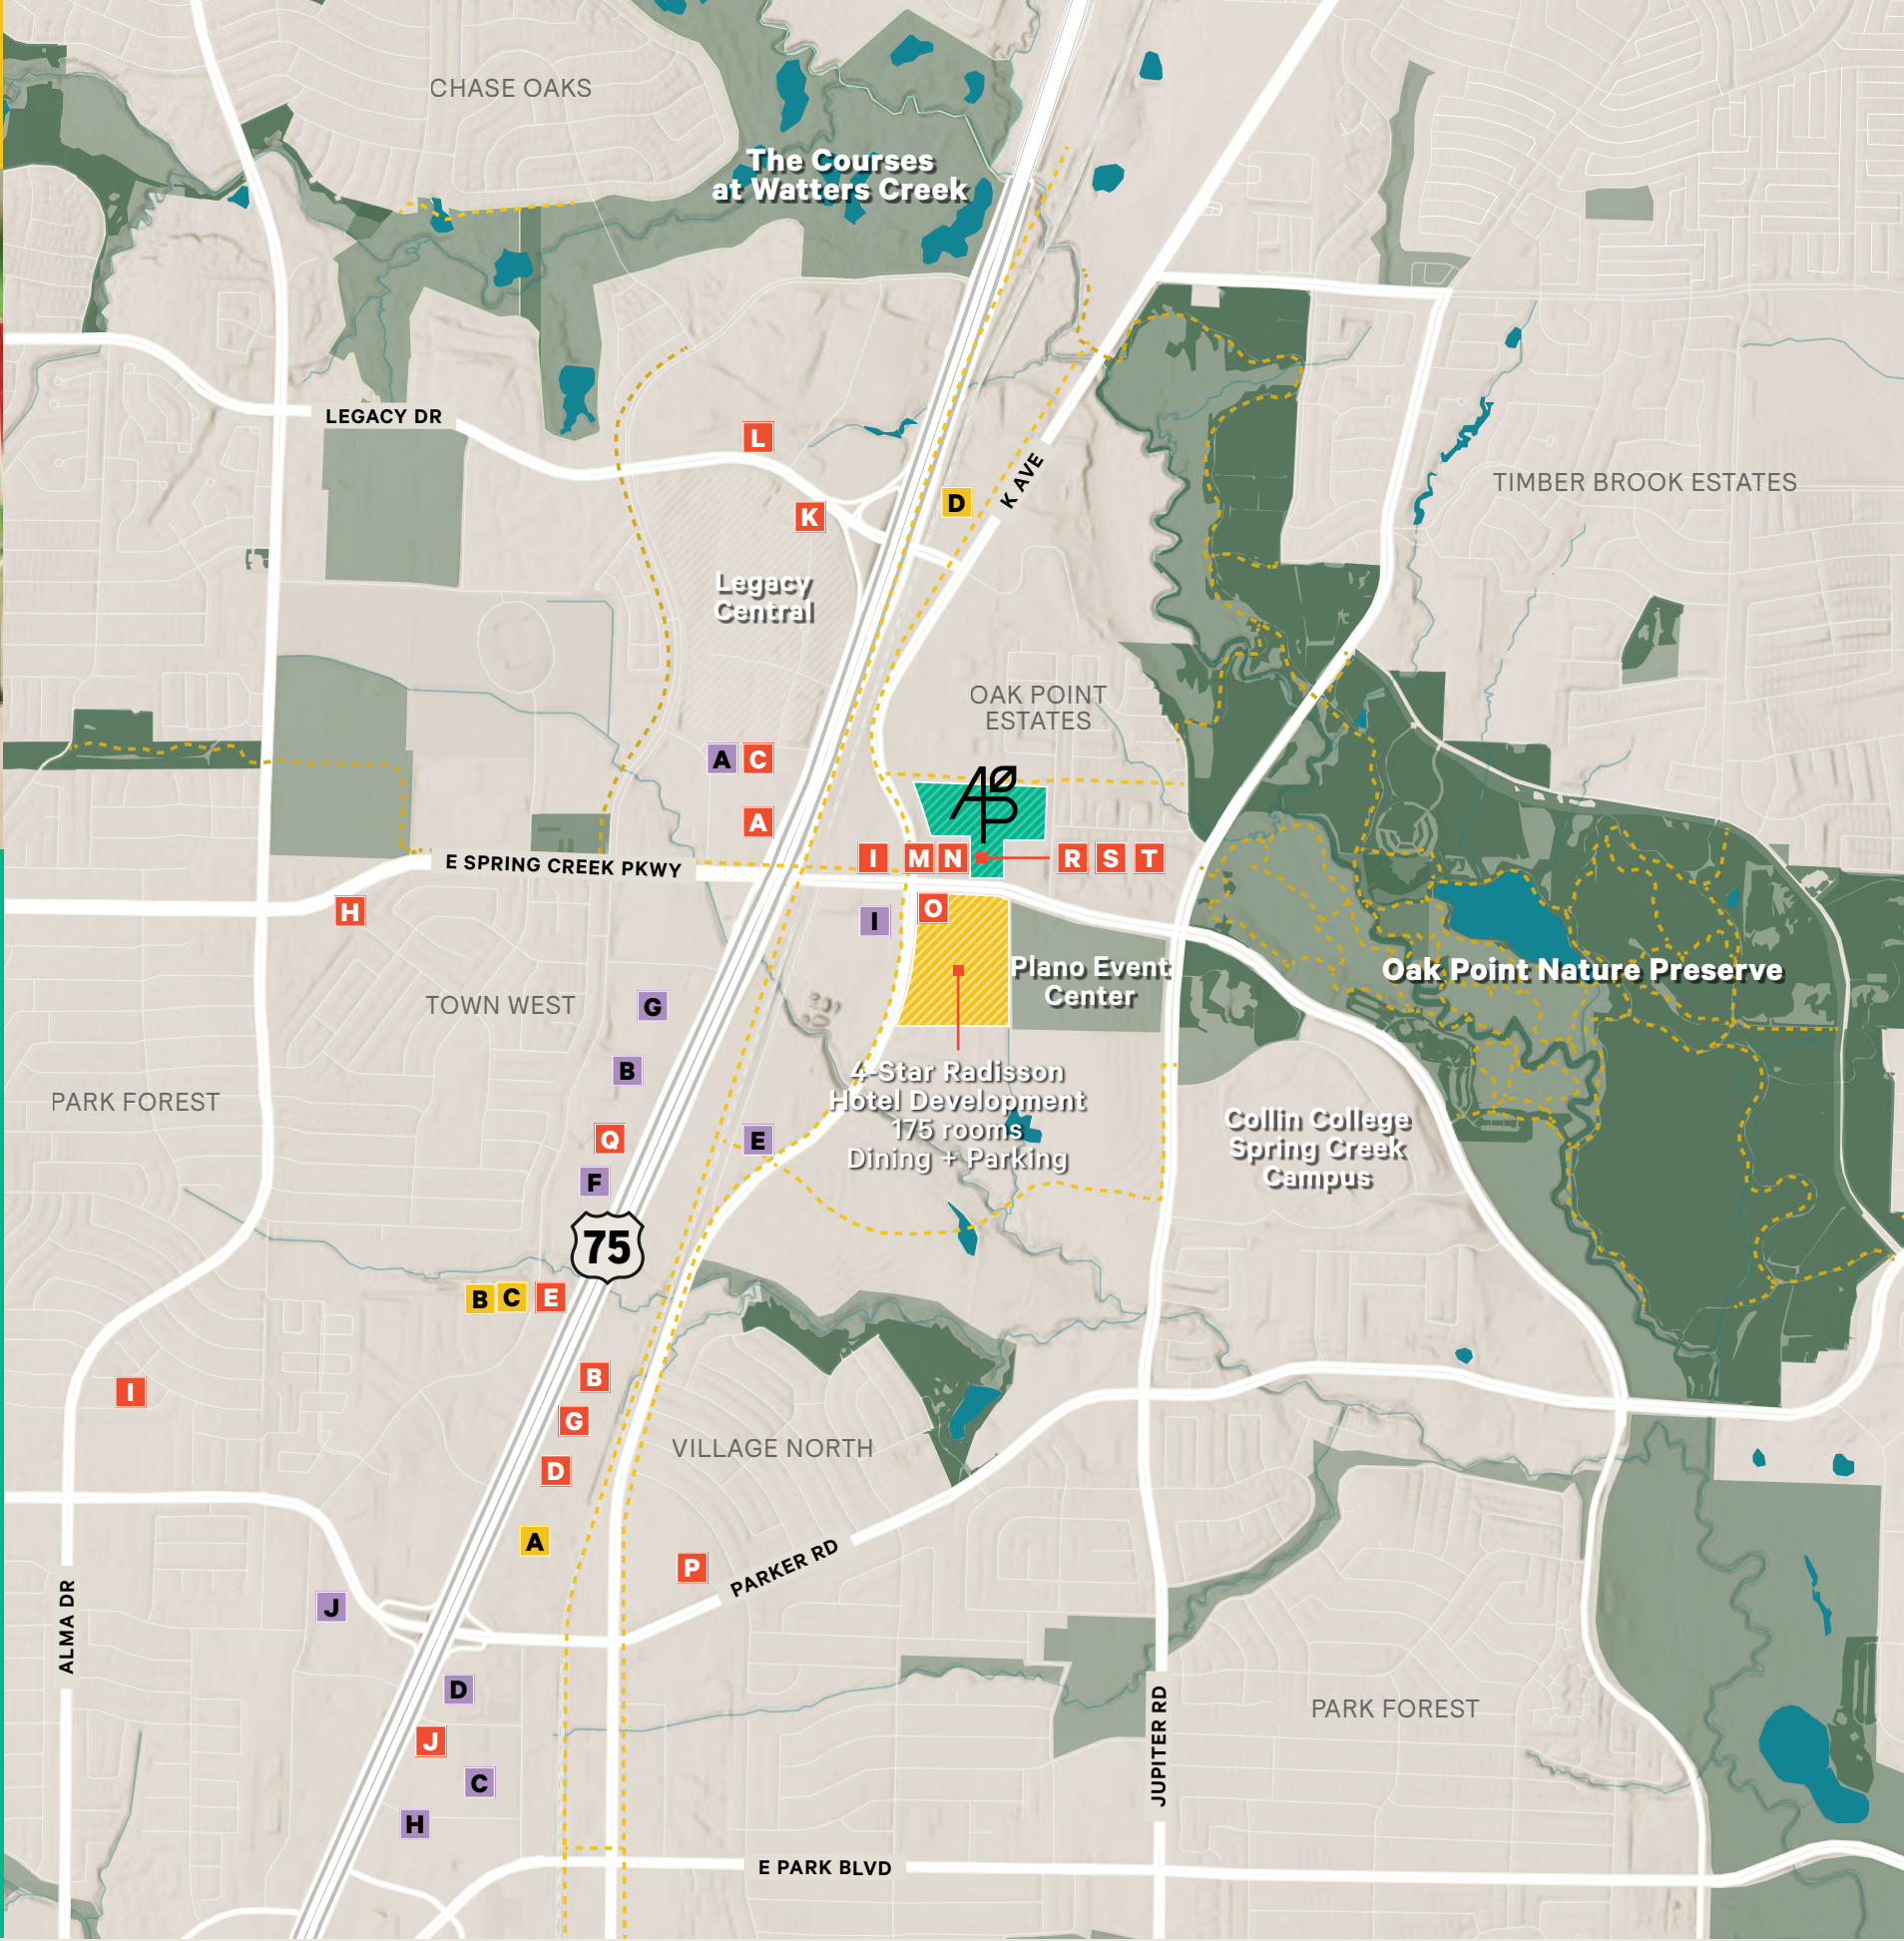 CHASE OAKS
The Courses
at Watters Creek
LEGACY DR
L
K
D
K AVE
TIMBER BROOK ESTATES
Legacy
Central
OAK POINT
ESTATES
A
C
AP
A
E SPRING CREEK PKWY
I
M
N
R
S
T
H
I
O
Plano Event
Center
Oak Point Nature Preserve
TOWN WEST
G
B
4-Star Radisson
Hotel Development
175 rooms
Dining + Parking
PARK FOREST
Collin College
Spring Creek
Campus
Q
E
F
75
B
C
E
B
I
G
VILLAGE NORTH
D
A
P
PARKER RD
J
ALMA DR
D
J
JUPITER RD
PARK FOREST
C
H
E PARK BLVD